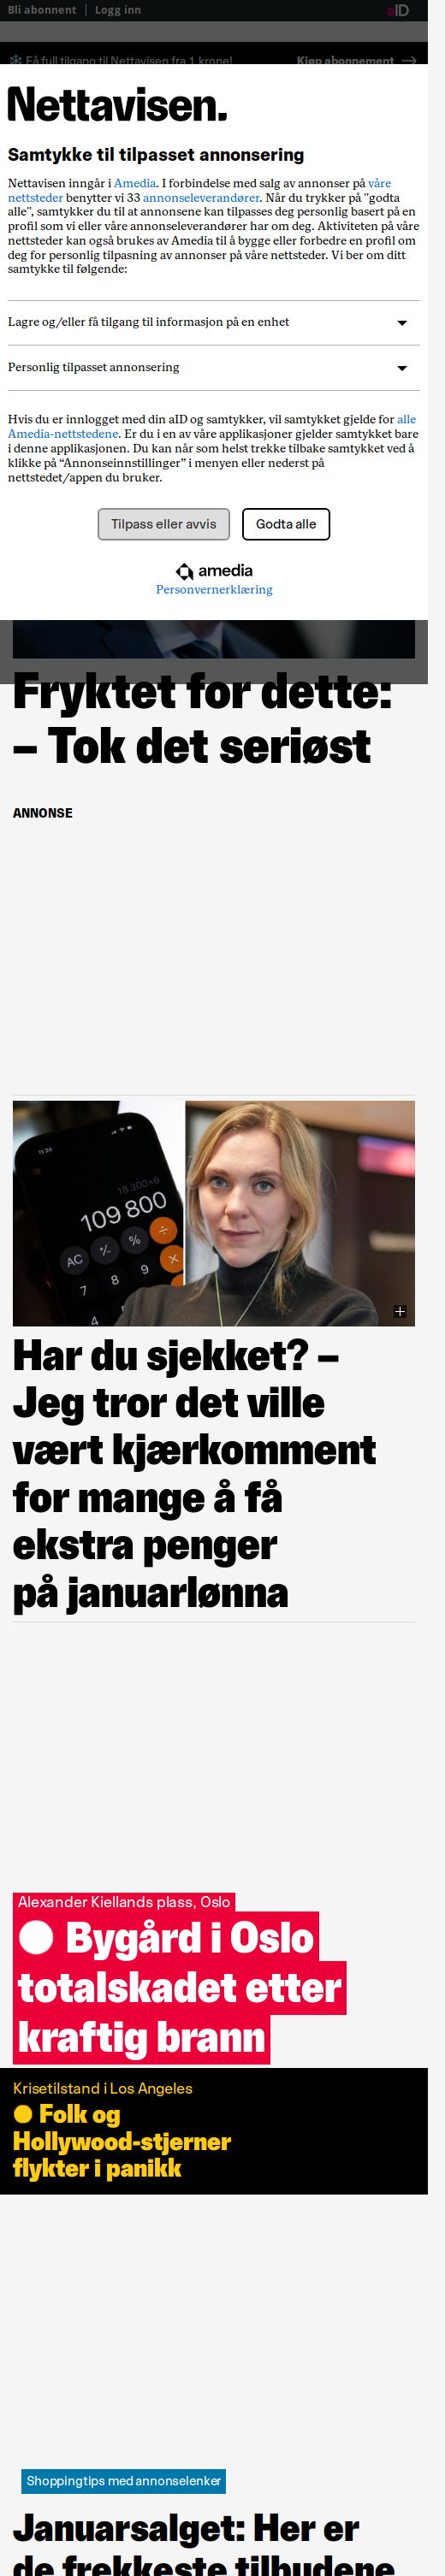 Bli abonnent | Logg inn aID
Få full tilgang til Nettavisen fra 1 krone! Kjøp abonnement
Nettavisen.
Samtykke til tilpasset annonsering
Nettavisen inngår i Amedia. I forbindelse med salg av annonser på våre
nettsteder benytter vi 33 annonseleverandører. Når du trykker på "godta
alle", samtykker du til at annonsene kan tilpasses deg personlig basert på en
profil som vi eller våre annonseleverandører har om deg. Aktiviteten på våre
nettsteder kan også brukes av Amedia til å bygge eller forbedre en profil om
deg for personlig tilpasning av annonser på våre nettsteder. Vi ber om ditt
samtykke til følgende:
Lagre og/eller få tilgang til informasjon på en enhet
Personlig tilpasset annonsering
Hvis du er innlogget med din aID og samtykker, vil samtykket gjelde for alle
Amedia-nettstedene. Er du i en av våre applikasjoner gjelder samtykket bare
i denne applikasjonen. Du kan når som helst trekke tilbake samtykket ved å
klikke på “Annonseinnstillinger” i menyen eller nederst på
nettstedet/appen du bruker.
Tilpass eller avvis Godta alle
amedia
Personvernerklæring
Fryktet for dette:
– Tok det seriøst
ANNONSE
11:24
18 300×6
109 800
AC +/- % ÷
7 8 9 ×
4
Har du sjekket? –
Jeg tror det ville
vært kjærkomment
for mange å få
ekstra penger
på januarlønna
Alexander Kiellands plass, Oslo
Bygård i Oslo
totalskadet etter
kraftig brann
Krisetilstand i Los Angeles
Folk og
Hollywood-stjerner
flykter i panikk
Shoppingtips med annonselenker
Januarsalget: Her er
de frekkeste tilbudene